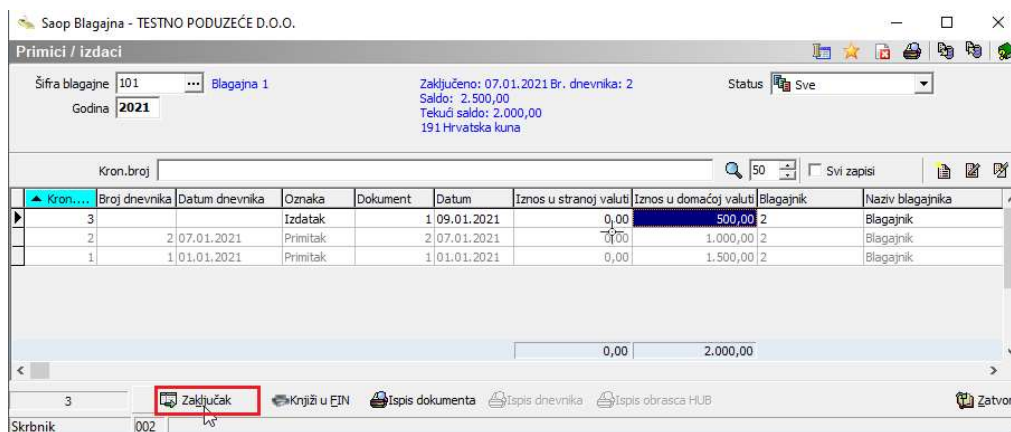 Saop Blagajna - TESTNO PODUZEĆE D.O.O.
Primici / izdaci
Šifra blagajne 101 ... Blagajna 1
Zaključeno: 07.01.2021 Br. dnevnika: 2
Status Sve
Saldo: 2.500,00
Godina 2021
Tekući saldo: 2.000,00
191 Hrvatska kuna
Kron.broj 50 Svi zapisi
Kron.... Broj dnevnika Datum dnevnika Oznaka Dokument Datum Iznos u stranoj valuti Iznos u domaćoj valuti Blagajnik Naziv blagajnika
3 Izdatak 1 09.01.2021 0,00 500,00 2 Blagajnik
2 2 07.01.2021 Primitak 2 07.01.2021 0,00 1.000,00 2 Blagajnik
1 1 01.01.2021 Primitak 1 01.01.2021 0,00 1.500,00 2 Blagajnik
0,00 2.000,00
3 Zaključak Knjiži u FIN Ispis dokumenta Ispis dnevnika Ispis obrasca HUB Zatvor
Skrbnik 002